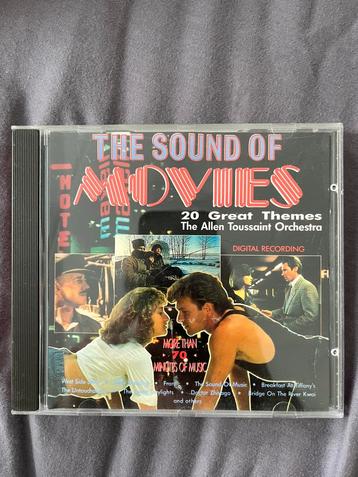 THE SOUND OF
MOVIES
20 Great Themes
The Allen Toussaint Orchestra
DIGITAL RECORDING
HOTE
MORE THAN
70
MINUTES OF MUSIC
West Side • The Sound Of Music • Breakfast At Tiffany's
The Untouchables • Doctor Zhivago • Bridge On The River Kwai
and others